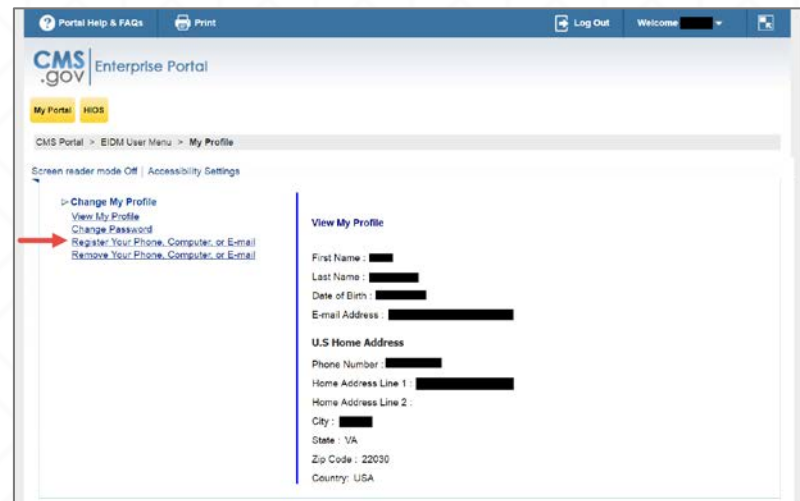 Portal Help & FAQs Print Log Out Welcome
CMS .gov Enterprise Portal
My Portal HIOS
CMS Portal > EIDM User Menu > My Profile
Screen reader mode Off | Accessibility Settings
Change My Profile
View My Profile
Change Password
Register Your Phone, Computer, or E-mail
Remove Your Phone, Computer, or E-mail
View My Profile
First Name :
Last Name :
Date of Birth :
E-mail Address :
U.S Home Address
Phone Number :
Home Address Line 1 :
Home Address Line 2 :
City :
State : VA
Zip Code : 22030
Country: USA